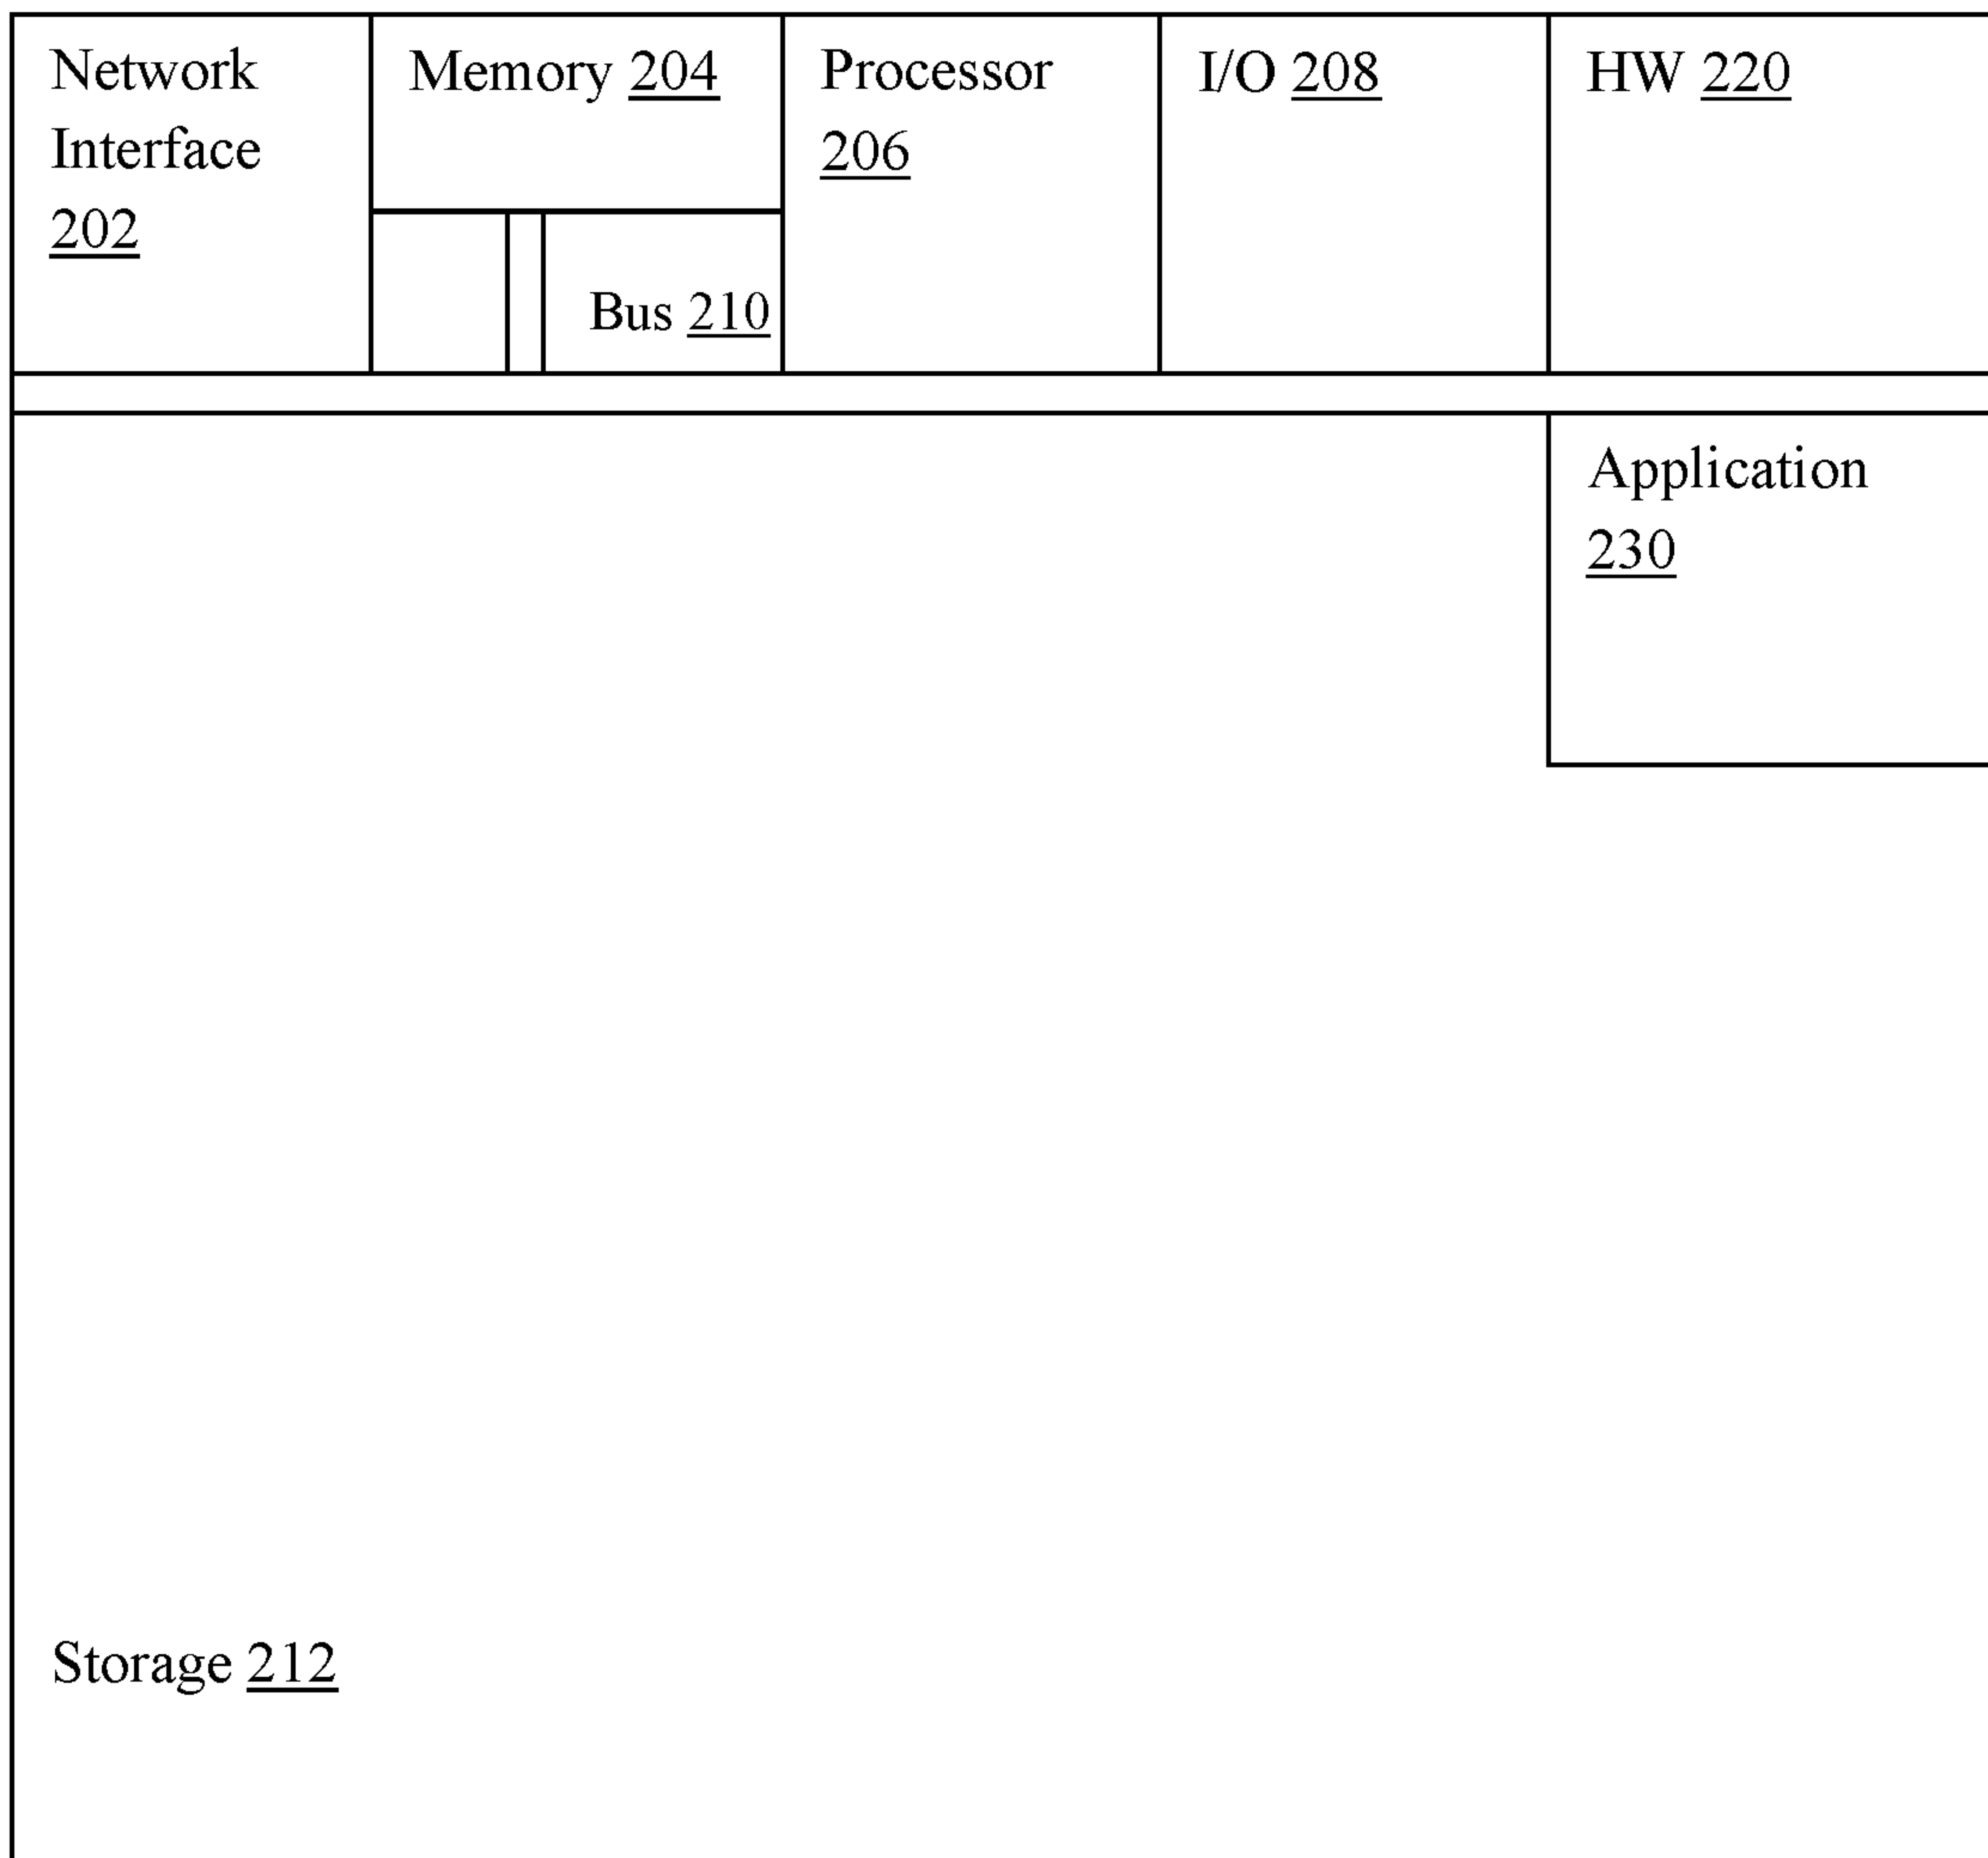 Network
Interface
202
Memory 204
Bus 210
Processor
206
I/O 208
HW 220
Application
230
Storage 212